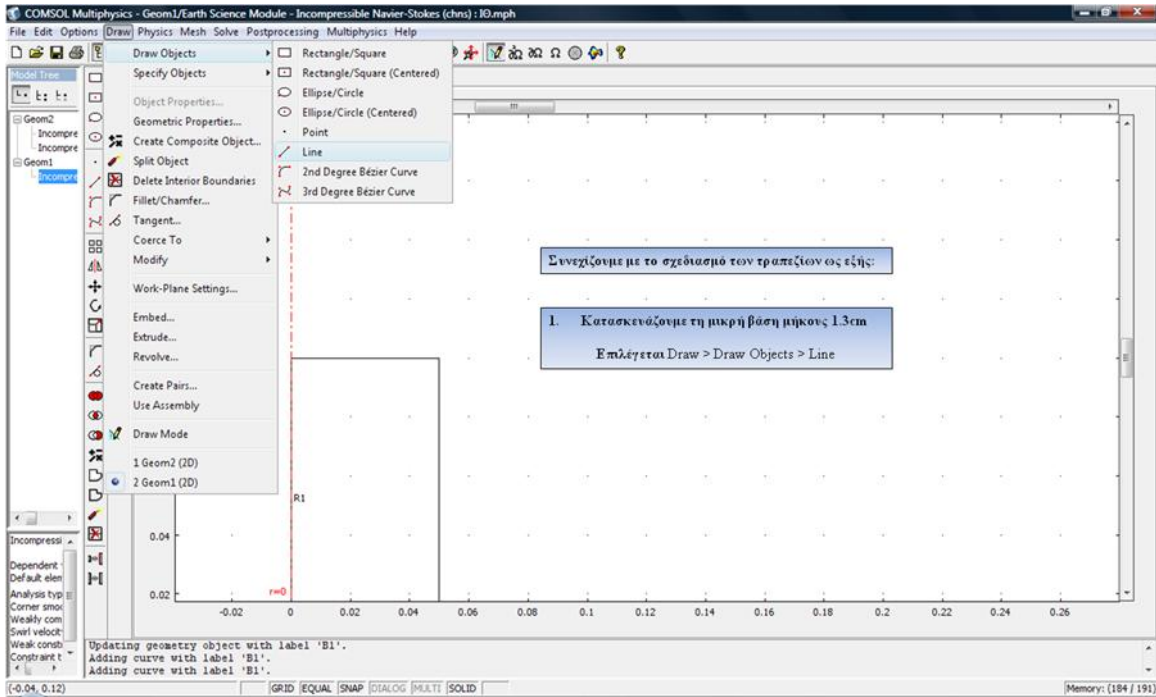 COMSOL Multiphysics - Geom1/Earth Science Module - Incompressible Navier-Stokes (chns) : 1Θ.mph
File Edit Options Draw Physics Mesh Solve Postprocessing Multiphysics Help
Model Tree
Geom2
Incompre
Incompre
Geom1
Incompre
Draw Objects
Specify Objects
Object Properties...
Geometric Properties...
Create Composite Object...
Split Object
Delete Interior Boundaries
Fillet/Chamfer...
Tangent...
Coerce To
Modify
Work-Plane Settings...
Embed...
Extrude...
Revolve...
Create Pairs...
Use Assembly
Draw Mode
1 Geom2 (2D)
2 Geom1 (2D)
Rectangle/Square
Rectangle/Square (Centered)
Ellipse/Circle
Ellipse/Circle (Centered)
Point
Line
2nd Degree Bézier Curve
3rd Degree Bézier Curve
Συνεχίζουμε με το σχεδιασμό των τραπεζίων ως εξής:
1. Κατασκευάζουμε τη μικρή βάση μήκους 1.3cm
Επιλέγεται Draw > Draw Objects > Line
R1
0.04
0.02
r=0
-0.02 0 0.02 0.04 0.06 0.08 0.1 0.12 0.14 0.16 0.18 0.2 0.22 0.24 0.26
Incompressi
Dependent
Default elen
Analysis typ
Corner smoo
Weakly com
Swirl velocit
Weak const
Constraint t
Updating geometry object with label 'B1'.
Adding curve with label 'B1'.
Adding curve with label 'B1'.
(-0.04, 0.12)
GRID EQUAL SNAP DIALOG MULTI SOLID
Memory: (184 / 191)